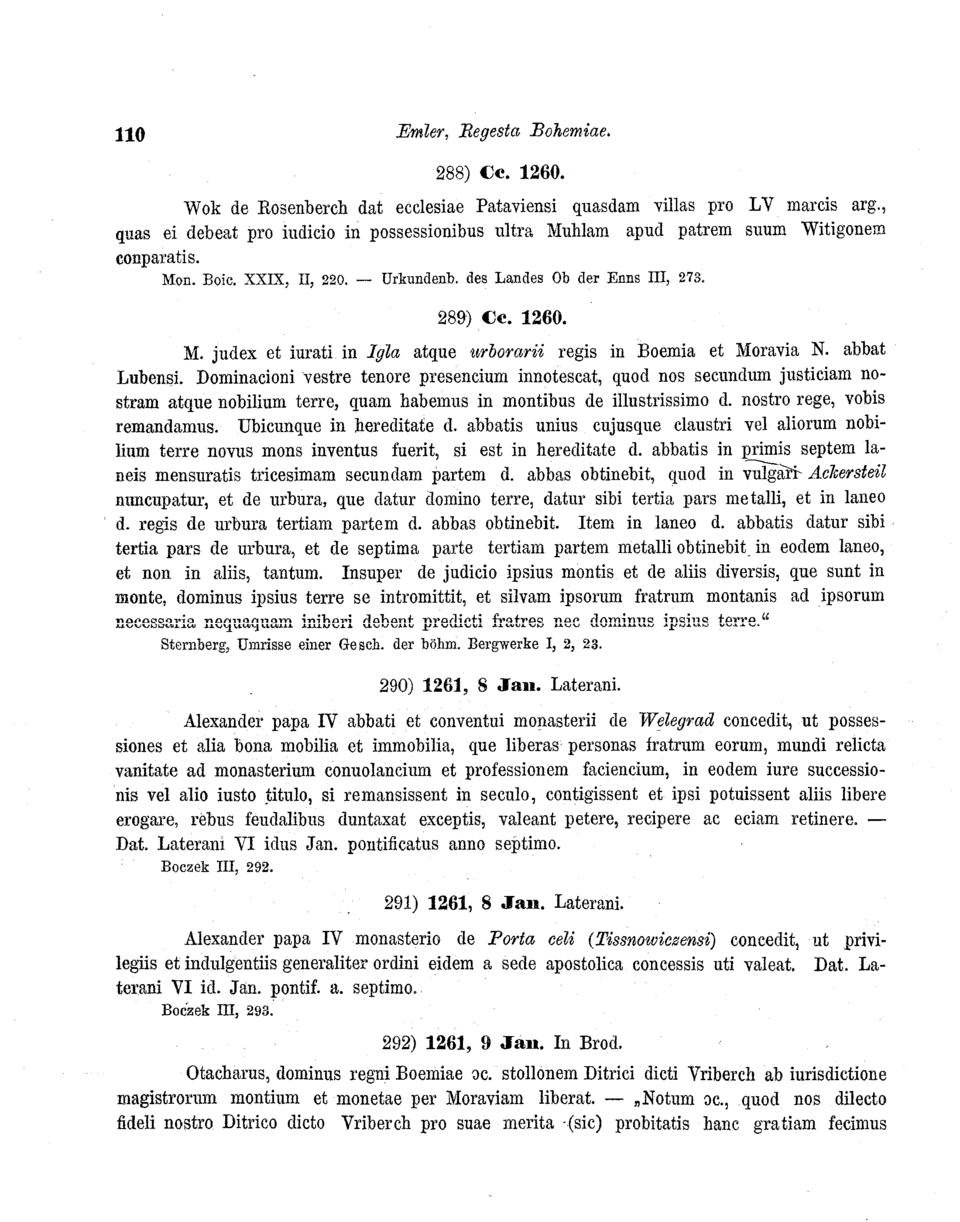 110
Emler, Regesta Bohemiae.
288) Cc. 1260.
Wok de Rosenberch dat ecclesiae Pataviensi quasdam villas pro LV marcis arg.,
quas ei debeat pro iudicio in possessionibus ultra Muhlam apud patrem suum Witigonem
conparatis.
Mon. Boic. XXIX, II, 220. — Urkundenb. des Landes Ob der Enns III, 273.
289) Cc. 1260.
M. judex et iurati in Igla atque urborarii regis in Boemia et Moravia N. abbat
Lubensi. Dominacioni vestre tenore presencium innotescat, quod nos secundum justiciam no-
stram atque nobilium terre, quam habemus in montibus de illustrissimo d. nostro rege, vobis
remandamus. Ubicunque in hereditate d. abbatis unius cujusque claustri vel aliorum nobi-
lium terre novus mons inventus fuerit, si est in hereditate d. abbatis in primis septem la-
neis mensuratis tricesimam secundam partem d. abbas obtinebit, quod in vulgari Ackersteil
nuncupatur, et de urbura, que datur domino terre, datur sibi tertia pars metalli, et in laneo
d. regis de urbura tertiam partem d. abbas obtinebit. Item in laneo d. abbatis datur sibi
tertia pars de urbura, et de septima parte tertiam partem metalli obtinebit in eodem laneo,
et non in aliis, tantum. Insuper de judicio ipsius montis et de aliis diversis, que sunt in
monte, dominus ipsius terre se intromittit, et silvam ipsorum fratrum montanis ad ipsorum
necessaria nequaquam iniberi debent predicti fratres nec dominus ipsius terre.“
Sternberg, Umrisse einer Gesch. der böhm. Bergwerke I, 2, 23.
290) 1261, 8 Jan. Laterani.
Alexander papa IV abbati et conventui monasterii de Welegrad concedit, ut posses-
siones et alia bona mobilia et immobilia, que liberas personas fratrum eorum, mundi relicta
vanitate ad monasterium conuolancium et professionem faciencium, in eodem iure successio-
nis vel alio iusto titulo, si remansissent in seculo, contigissent et ipsi potuissent aliis libere
erogare, rebus feudalibus duntaxat exceptis, valeant petere, recipere ac eciam retinere. —
Dat. Laterani VI idus Jan. pontificatus anno septimo.
Boczek III, 292.
291) 1261, 8 Jan. Laterani.
Alexander papa IV monasterio de Porta celi (Tissnowiczensi) concedit, ut privi-
legiis et indulgentiis generaliter ordini eidem a sede apostolica concessis uti valeat. Dat. La-
terani VI id. Jan. pontif. a. septimo.
Boczek III, 293.
292) 1261, 9 Jan. In Brod.
Otacharus, dominus regni Boemiae ɔc. stollonem Ditrici dicti Vriberch ab iurisdictione
magistrorum montium et monetae per Moraviam liberat. — „Notum ɔc., quod nos dilecto
fideli nostro Ditrico dicto Vriberch pro suae merita (sic) probitatis hanc gratiam fecimus